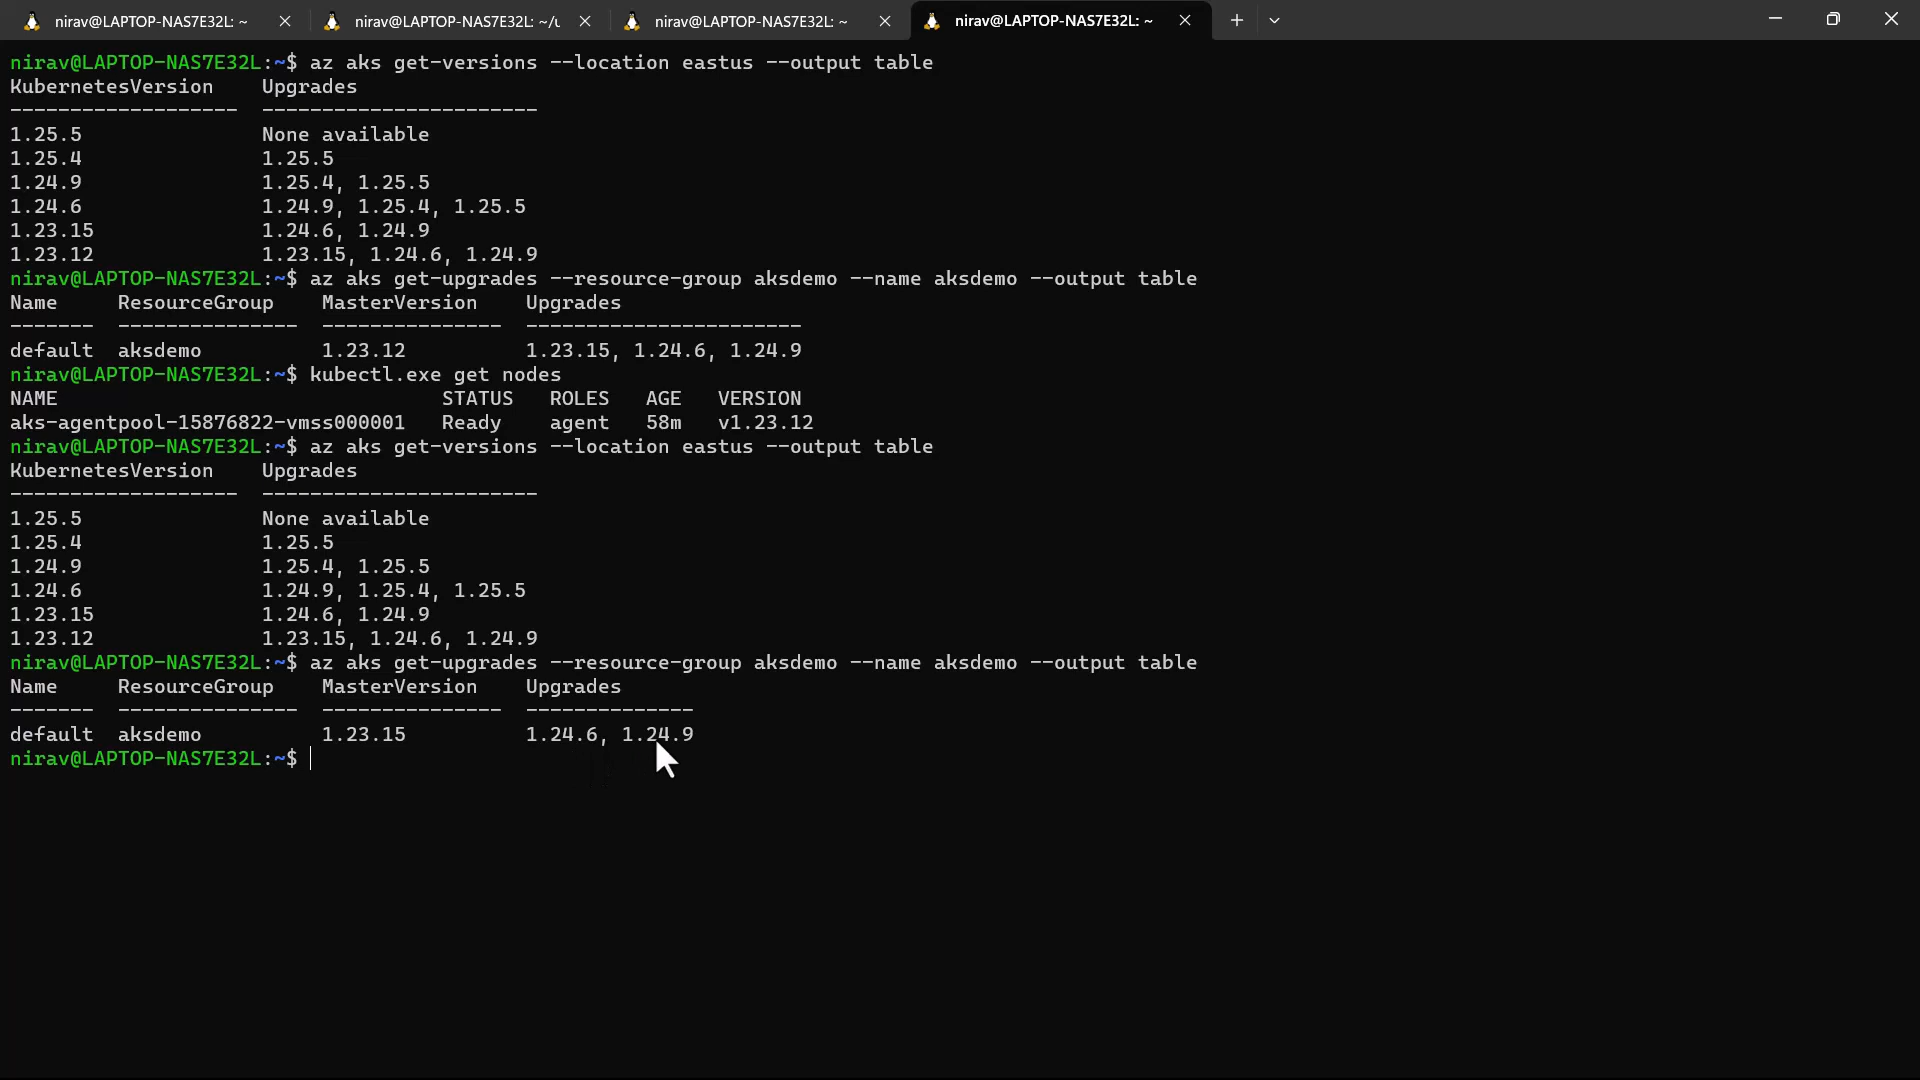 nirav@LAPTOP-NAS7E32L: ~
nirav@LAPTOP-NAS7E32L: ~/u
nirav@LAPTOP-NAS7E32L: ~
nirav@LAPTOP-NAS7E32L: ~
nirav@LAPTOP-NAS7E32L:~$ az aks get-versions --location eastus --output table
KubernetesVersion    Upgrades
-------------------  -----------------------
1.25.5               None available
1.25.4               1.25.5
1.24.9               1.25.4, 1.25.5
1.24.6               1.24.9, 1.25.4, 1.25.5
1.23.15              1.24.6, 1.24.9
1.23.12              1.23.15, 1.24.6, 1.24.9
nirav@LAPTOP-NAS7E32L:~$ az aks get-upgrades --resource-group aksdemo --name aksdemo --output table
Name     ResourceGroup    MasterVersion    Upgrades
-------  ---------------  ---------------  -----------------------
default  aksdemo          1.23.12          1.23.15, 1.24.6, 1.24.9
nirav@LAPTOP-NAS7E32L:~$ kubectl.exe get nodes
NAME                                STATUS   ROLES   AGE   VERSION
aks-agentpool-15876822-vmss000001   Ready    agent   58m   v1.23.12
nirav@LAPTOP-NAS7E32L:~$ az aks get-versions --location eastus --output table
KubernetesVersion    Upgrades
-------------------  -----------------------
1.25.5               None available
1.25.4               1.25.5
1.24.9               1.25.4, 1.25.5
1.24.6               1.24.9, 1.25.4, 1.25.5
1.23.15              1.24.6, 1.24.9
1.23.12              1.23.15, 1.24.6, 1.24.9
nirav@LAPTOP-NAS7E32L:~$ az aks get-upgrades --resource-group aksdemo --name aksdemo --output table
Name     ResourceGroup    MasterVersion    Upgrades
-------  ---------------  ---------------  --------------
default  aksdemo          1.23.15          1.24.6, 1.24.9
nirav@LAPTOP-NAS7E32L:~$